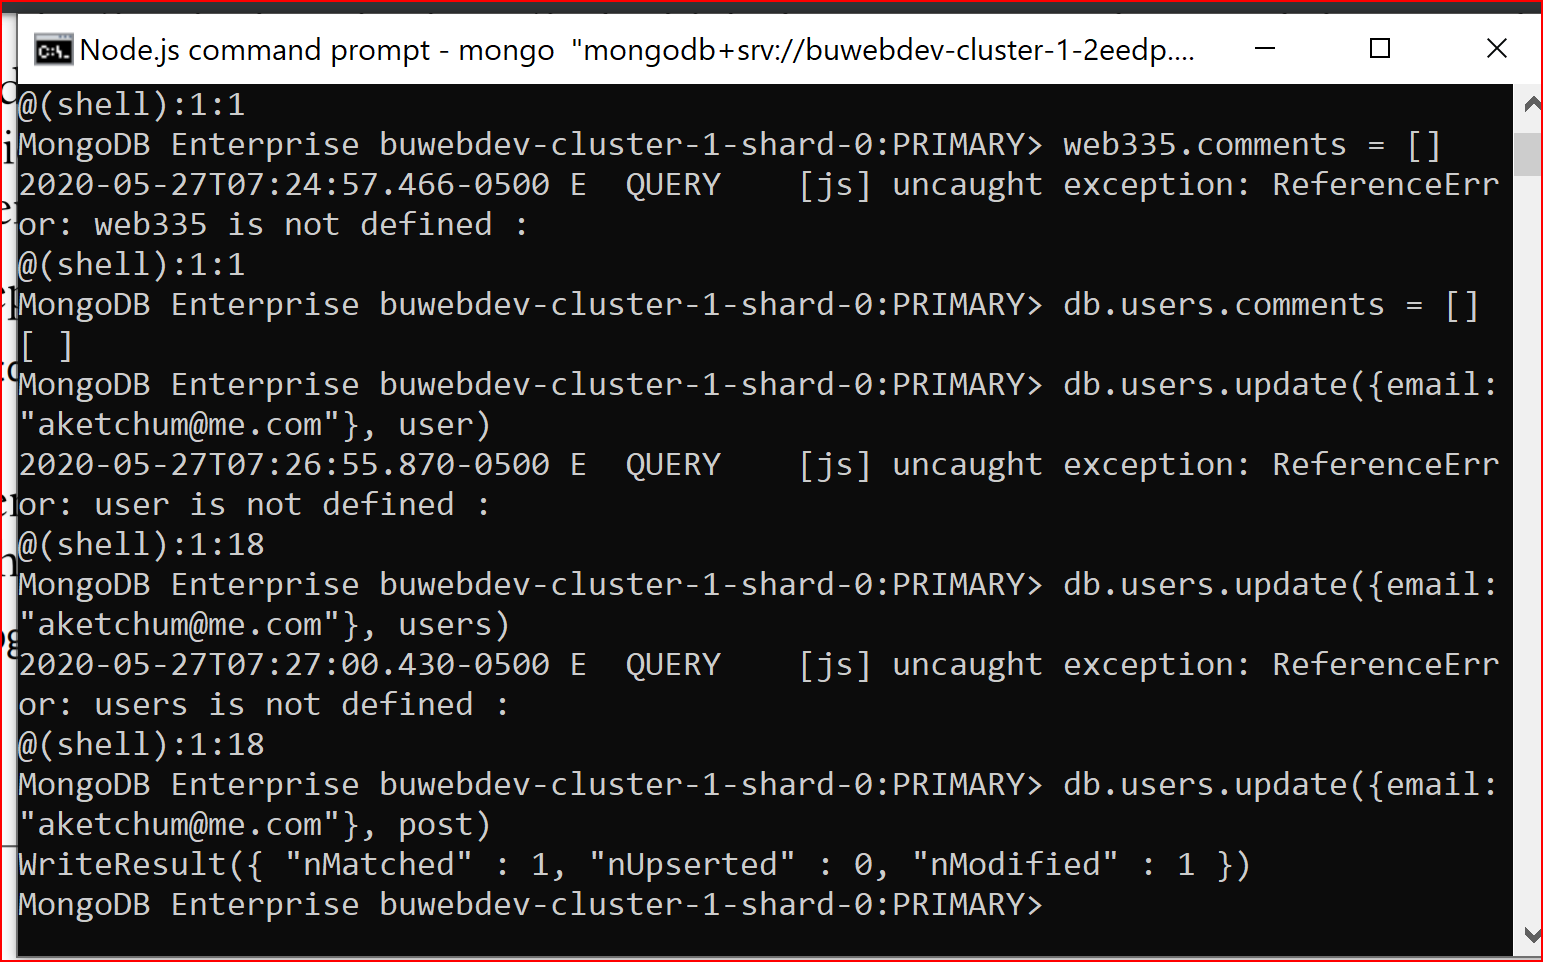 Node.js command prompt - mongo  "mongodb+srv://buwebdev-cluster-1-2eedp....
@(shell):1:1
MongoDB Enterprise buwebdev-cluster-1-shard-0:PRIMARY> web335.comments = []
2020-05-27T07:24:57.466-0500 E  QUERY    [js] uncaught exception: ReferenceErr
or: web335 is not defined :
@(shell):1:1
MongoDB Enterprise buwebdev-cluster-1-shard-0:PRIMARY> db.users.comments = []
[ ]
MongoDB Enterprise buwebdev-cluster-1-shard-0:PRIMARY> db.users.update({email:
"aketchum@me.com"}, user)
2020-05-27T07:26:55.870-0500 E  QUERY    [js] uncaught exception: ReferenceErr
or: user is not defined :
@(shell):1:18
MongoDB Enterprise buwebdev-cluster-1-shard-0:PRIMARY> db.users.update({email:
"aketchum@me.com"}, users)
2020-05-27T07:27:00.430-0500 E  QUERY    [js] uncaught exception: ReferenceErr
or: users is not defined :
@(shell):1:18
MongoDB Enterprise buwebdev-cluster-1-shard-0:PRIMARY> db.users.update({email:
"aketchum@me.com"}, post)
WriteResult({ "nMatched" : 1, "nUpserted" : 0, "nModified" : 1 })
MongoDB Enterprise buwebdev-cluster-1-shard-0:PRIMARY>